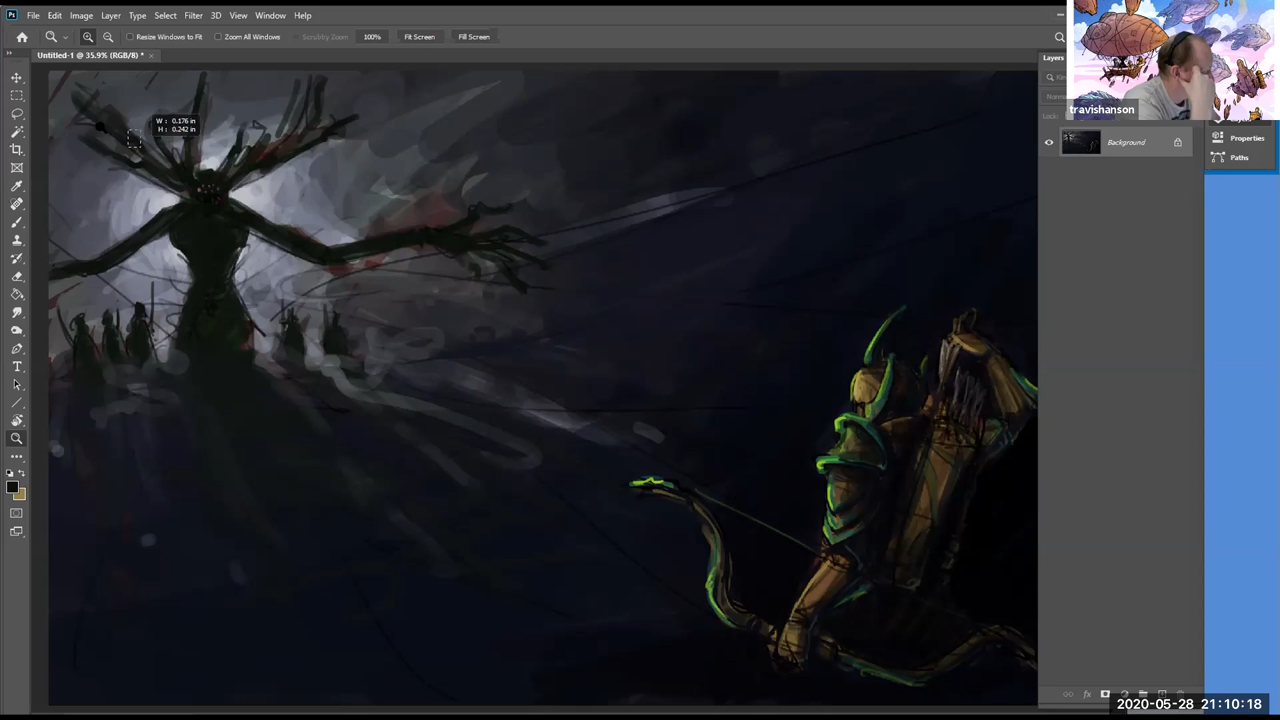 Ps File Edit Image Layer Type Select Filter 3D View Window Help
Resize Windows to Fit Zoom All Windows Scrubby Zoom 100% Fit Screen Fill Screen
Untitled-1 @ 35.9% (RGB/8) * ×
Layers
Lock:
W : 0.176 in
H : 0.242 in
travishanson
Background
Properties
Paths
T
fx
2020-05-28 21:10:18